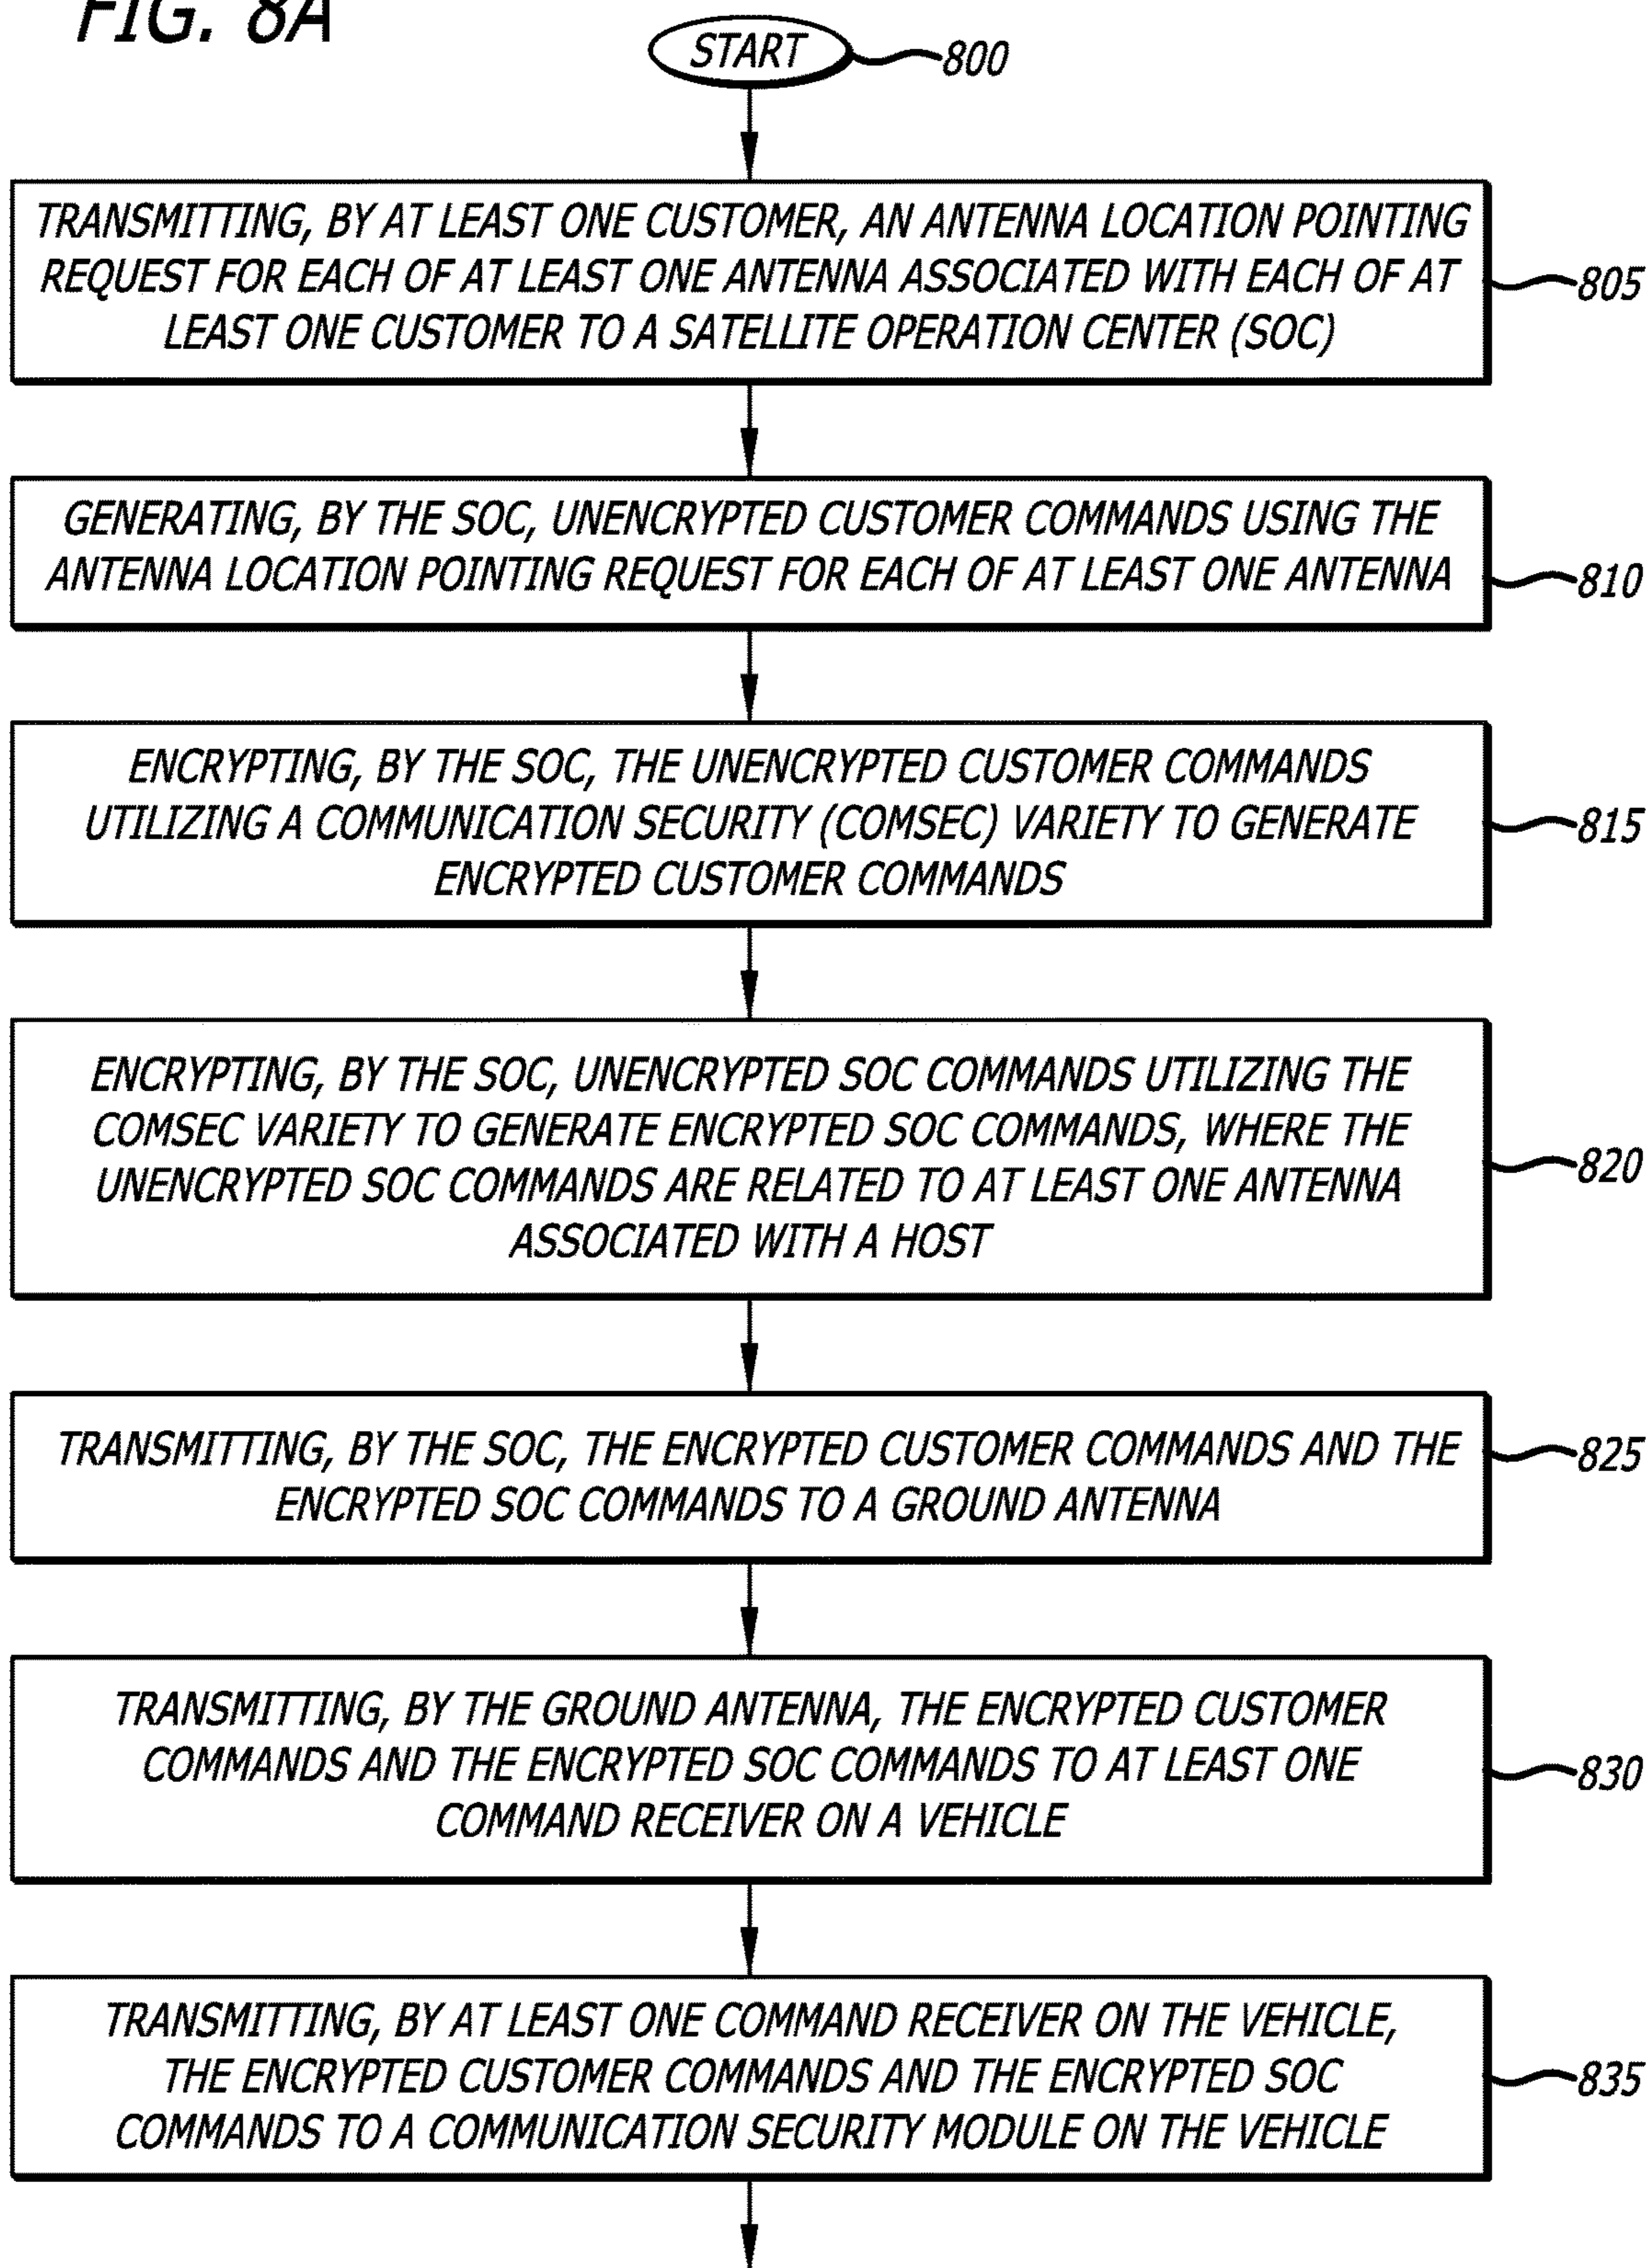 FIG. 8A
START
800
TRANSMITTING, BY AT LEAST ONE CUSTOMER, AN ANTENNA LOCATION POINTING
REQUEST FOR EACH OF AT LEAST ONE ANTENNA ASSOCIATED WITH EACH OF AT
LEAST ONE CUSTOMER TO A SATELLITE OPERATION CENTER (SOC)
805
GENERATING, BY THE SOC, UNENCRYPTED CUSTOMER COMMANDS USING THE
ANTENNA LOCATION POINTING REQUEST FOR EACH OF AT LEAST ONE ANTENNA
810
ENCRYPTING, BY THE SOC, THE UNENCRYPTED CUSTOMER COMMANDS
UTILIZING A COMMUNICATION SECURITY (COMSEC) VARIETY TO GENERATE
ENCRYPTED CUSTOMER COMMANDS
815
ENCRYPTING, BY THE SOC, UNENCRYPTED SOC COMMANDS UTILIZING THE
COMSEC VARIETY TO GENERATE ENCRYPTED SOC COMMANDS, WHERE THE
UNENCRYPTED SOC COMMANDS ARE RELATED TO AT LEAST ONE ANTENNA
ASSOCIATED WITH A HOST
820
TRANSMITTING, BY THE SOC, THE ENCRYPTED CUSTOMER COMMANDS AND THE
ENCRYPTED SOC COMMANDS TO A GROUND ANTENNA
825
TRANSMITTING, BY THE GROUND ANTENNA, THE ENCRYPTED CUSTOMER
COMMANDS AND THE ENCRYPTED SOC COMMANDS TO AT LEAST ONE
COMMAND RECEIVER ON A VEHICLE
830
TRANSMITTING, BY AT LEAST ONE COMMAND RECEIVER ON THE VEHICLE,
THE ENCRYPTED CUSTOMER COMMANDS AND THE ENCRYPTED SOC
COMMANDS TO A COMMUNICATION SECURITY MODULE ON THE VEHICLE
835